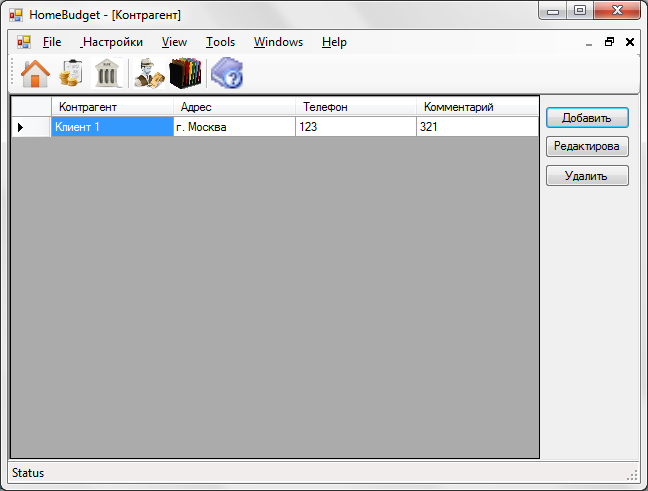 HomeBudget - [Контрагент]
File Настройки View Tools Windows Help
Контрагент Адрес Телефон Комментарий
Клиент 1 г. Москва 123 321
Добавить
Редактирова
Удалить
Status